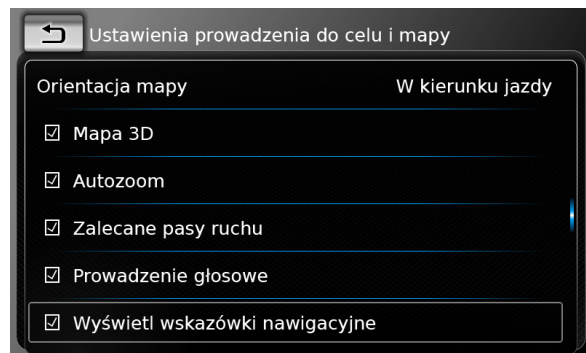 Ustawienia prowadzenia do celu i mapy
Orientacja mapy W kierunku jazdy
Mapa 3D
Autozoom
Zalecane pasy ruchu
Prowadzenie głosowe
Wyświetl wskazówki nawigacyjne